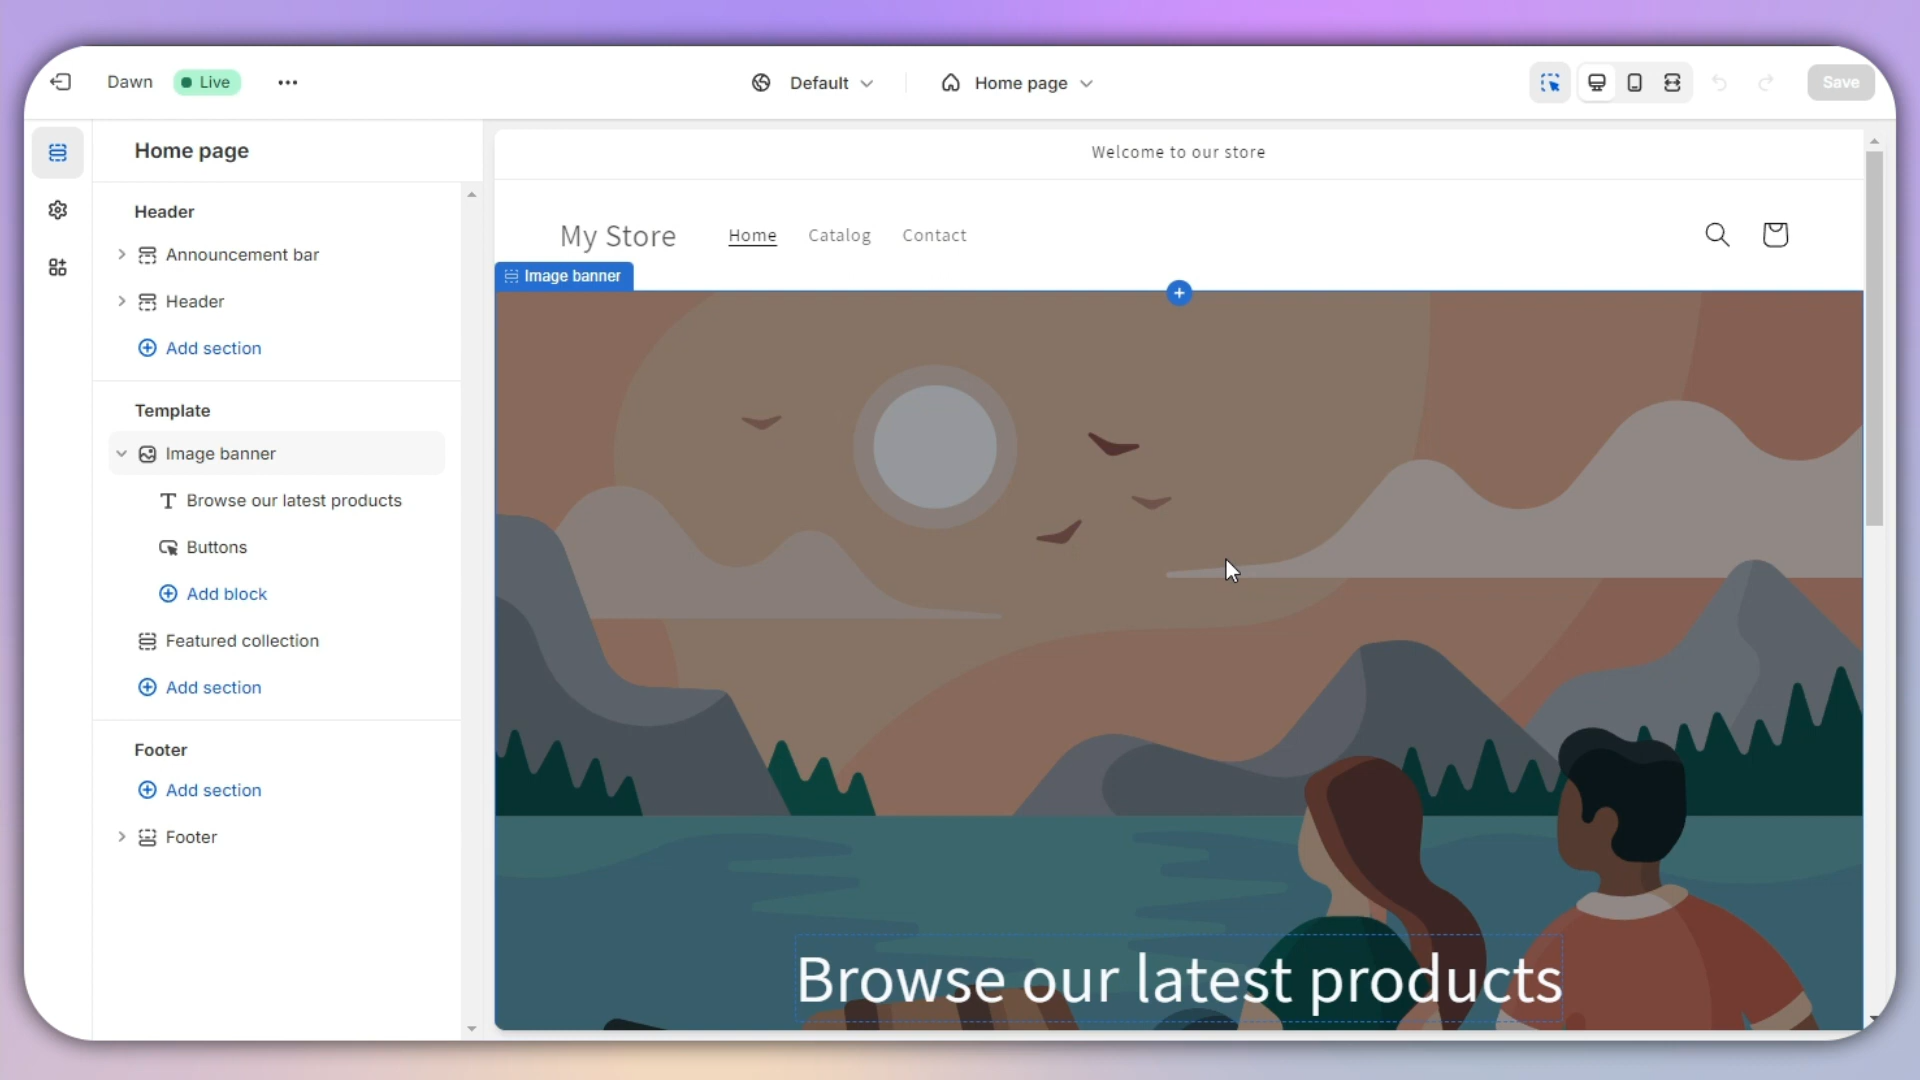 Dawn
Live
Default
Home page
Save
Home page
Header
Announcement bar
Header
Add section
Template
Image banner
Browse our latest products
Buttons
Add block
Featured collection
Add section
Footer
Add section
Footer
Welcome to our store
My Store
Home
Catalog
Contact
Image banner
Browse our latest products